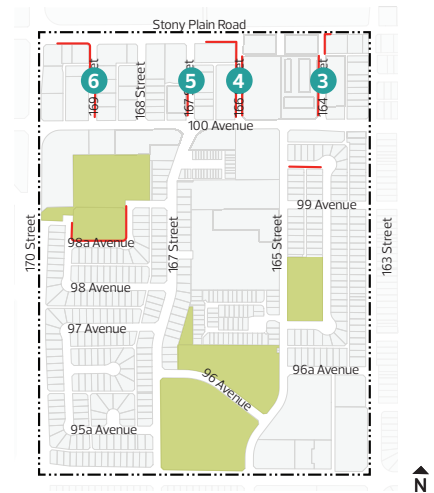 Stony Plain Road
6
5
4
3
169 Street
168 Street
167 Street
166 Street
164 Street
100 Avenue
99 Avenue
170 Street
98a Avenue
167 Street
165 Street
163 Street
98 Avenue
97 Avenue
96 Avenue
96a Avenue
95a Avenue
N